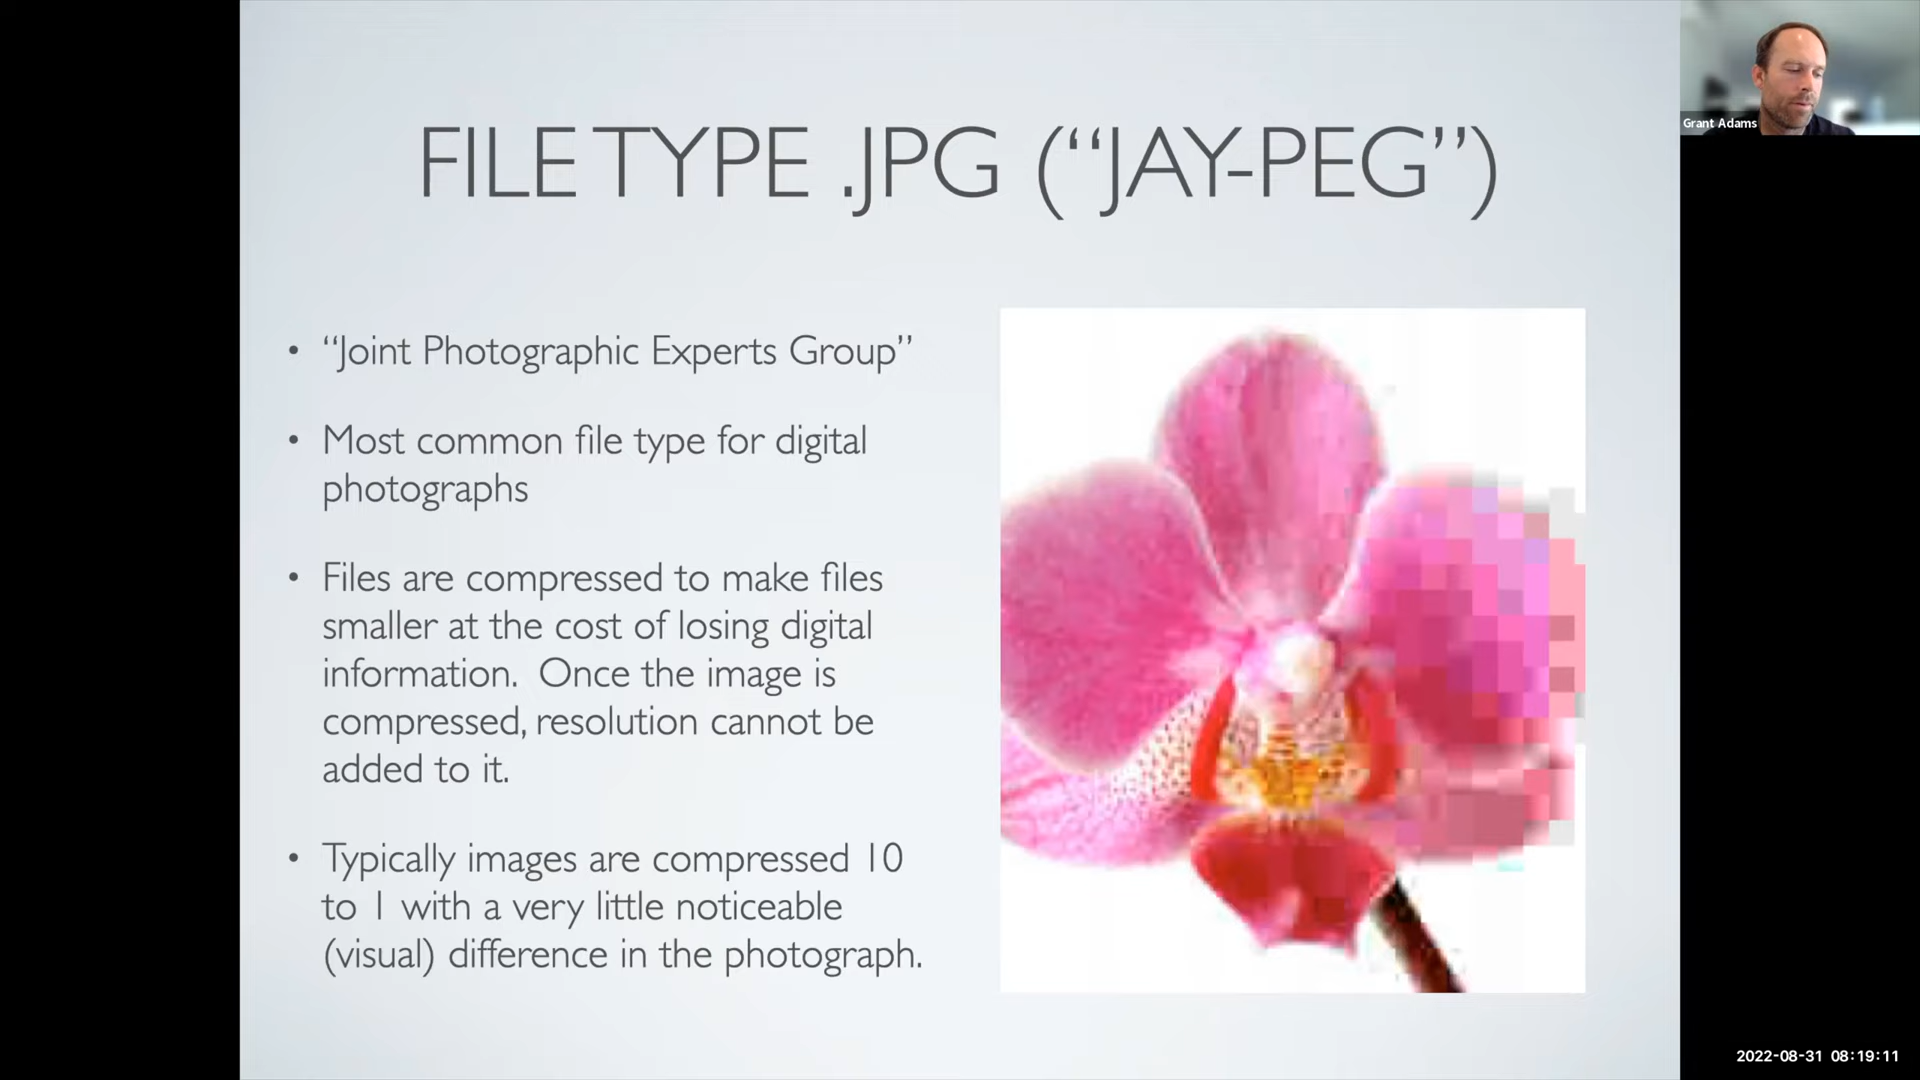 FILE TYPE .JPG (“JAY-PEG”)
• “Joint Photographic Experts Group”
• Most common file type for digital
photographs
• Files are compressed to make files
smaller at the cost of losing digital
information.  Once the image is
compressed, resolution cannot be
added to it.
• Typically images are compressed 10
to 1 with a very little noticeable
(visual) difference in the photograph.
Grant Adams
2022-08-31 08:19:11